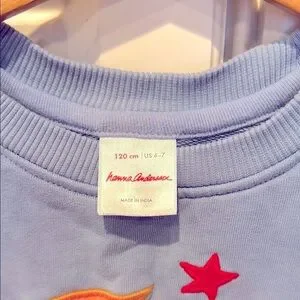 120 cm | US 6-7
hanna andersson
MADE IN INDIA